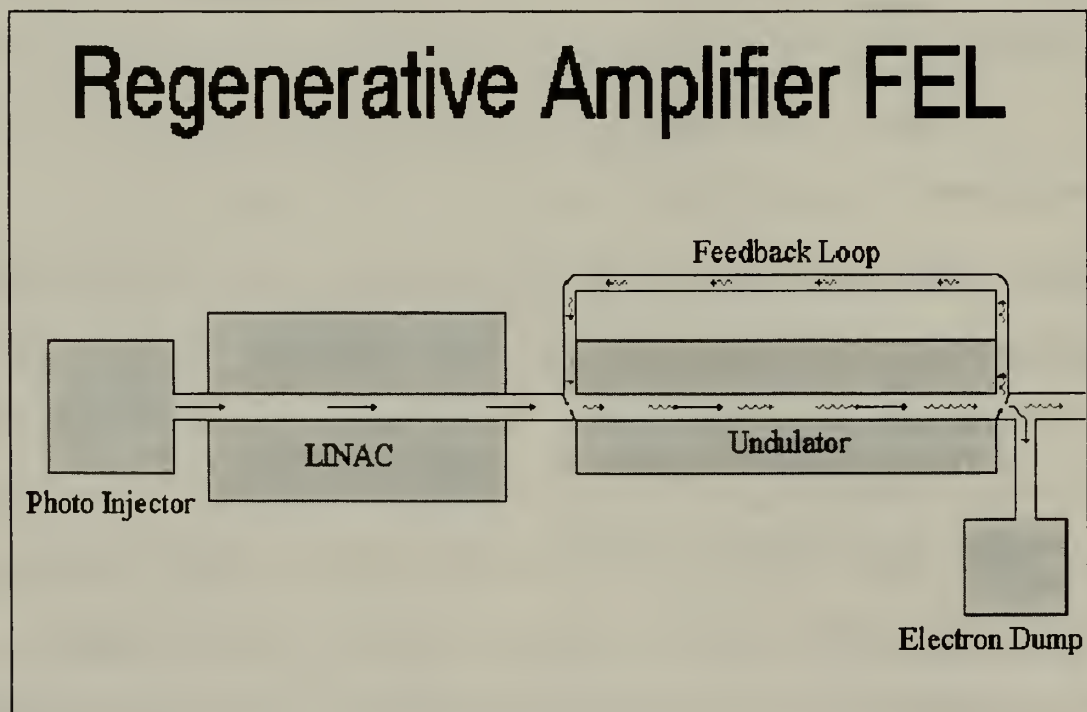 Regenerative Amplifier FEL
Feedback Loop
LINAC
Undulator
Photo Injector
Electron Dump